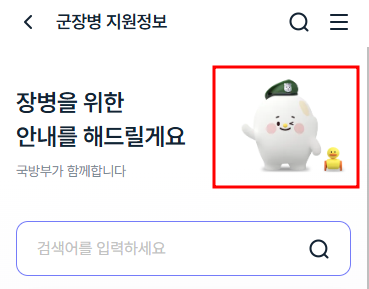 군장병 지원정보
장병을 위한
안내를 해드릴게요
국방부가 함께합니다
검색어를 입력하세요